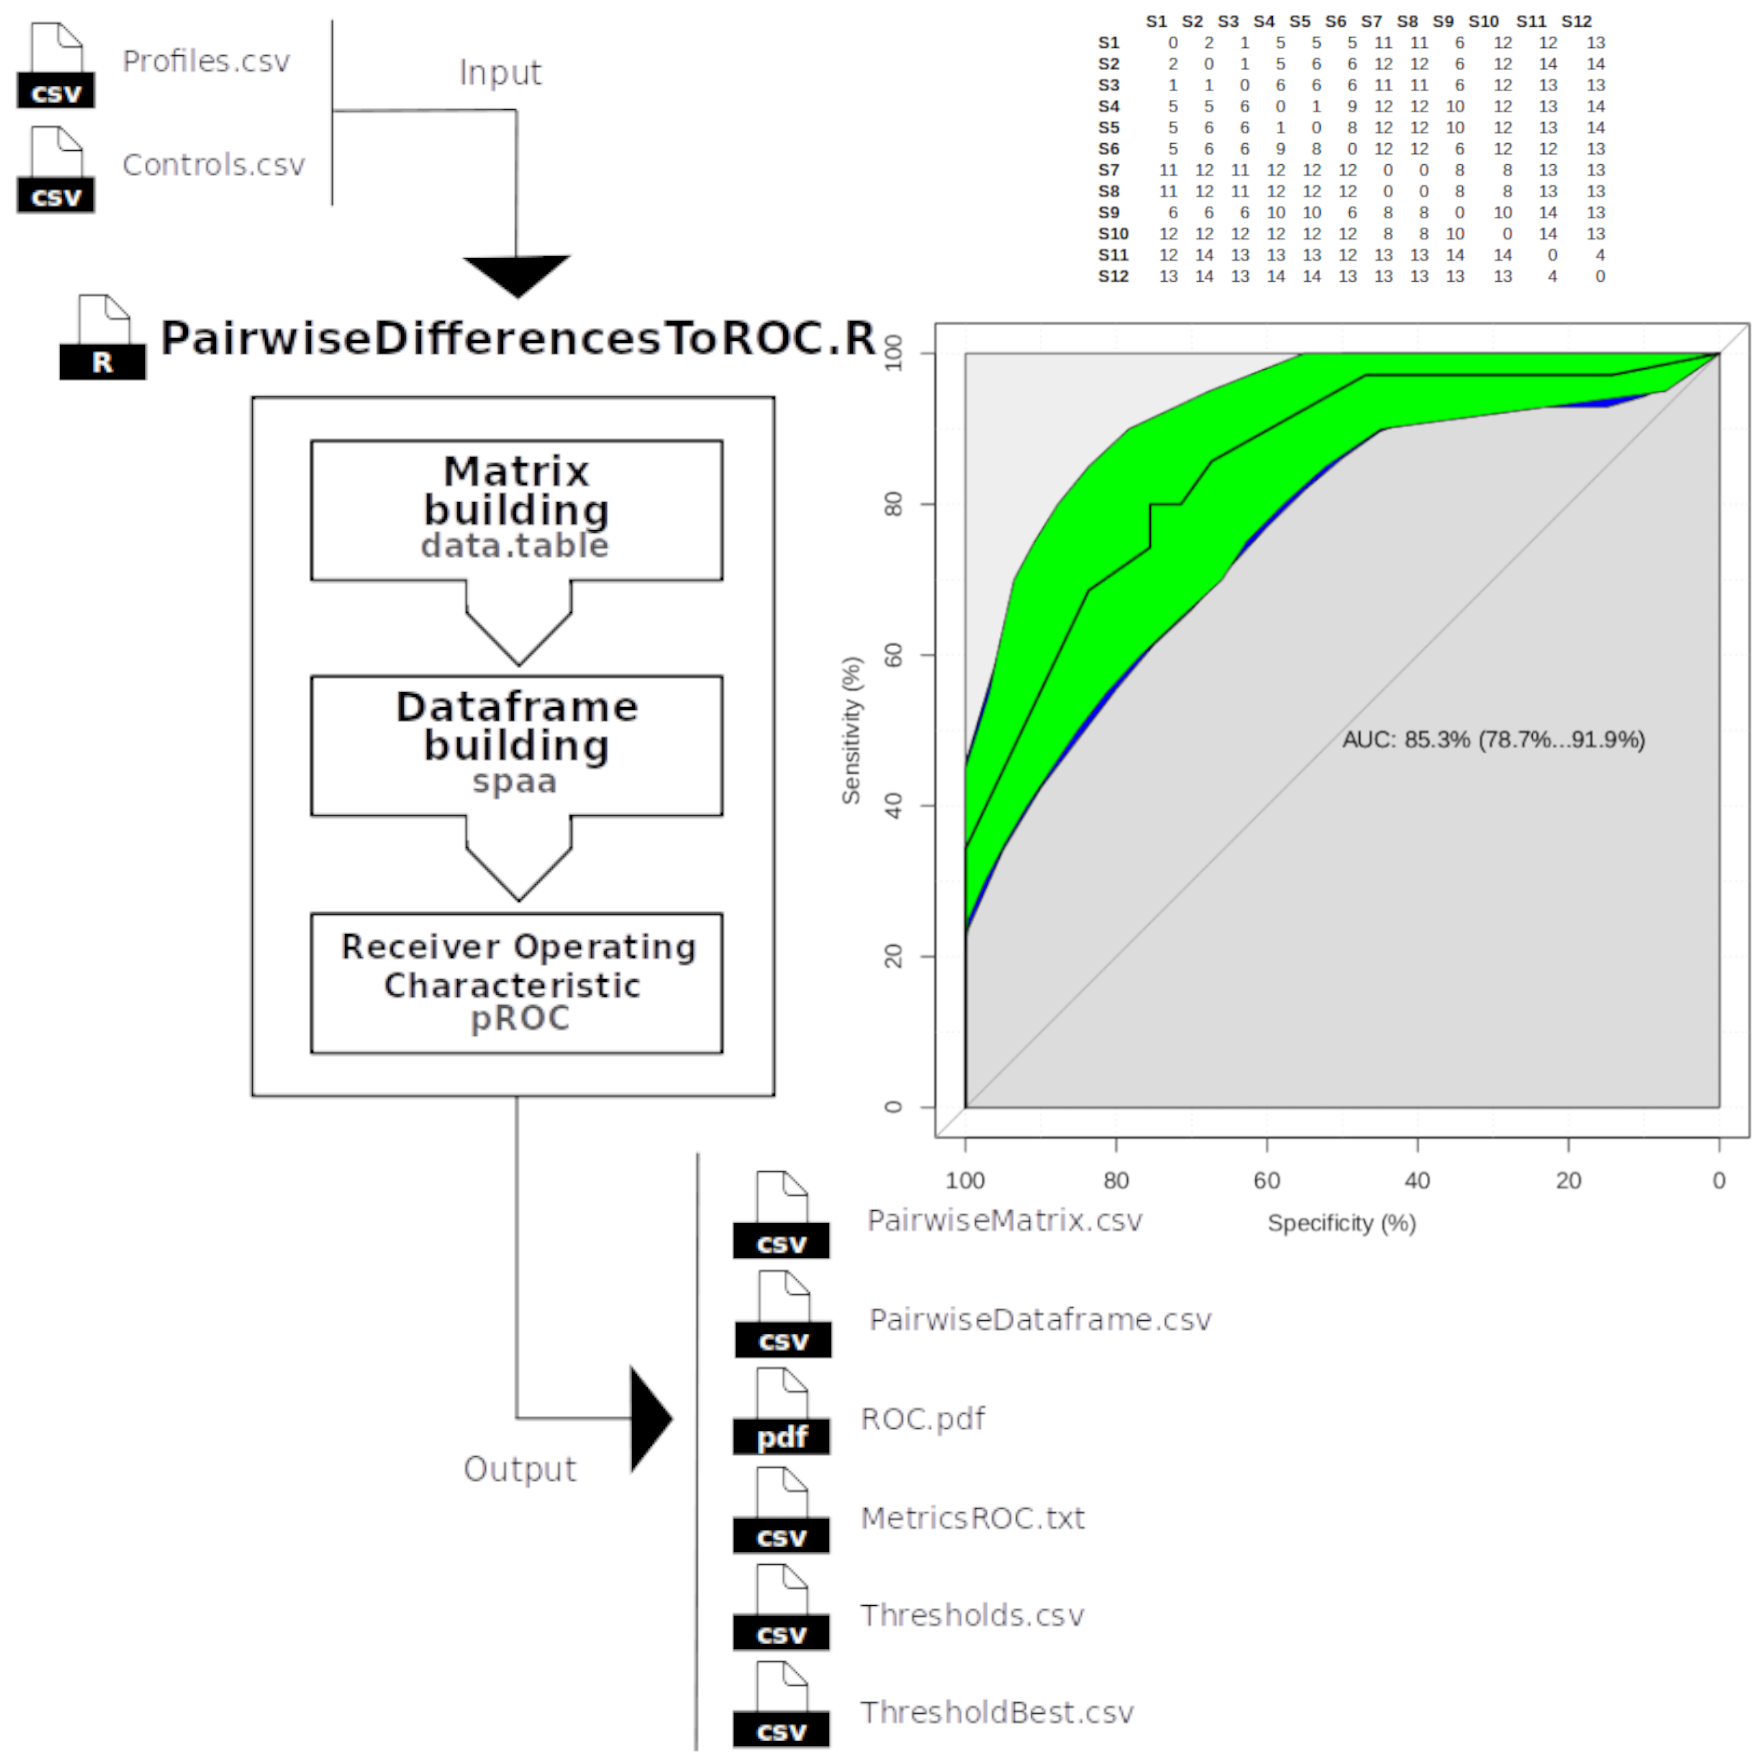 csv
Profiles.csv
csv
Controls.csv
Input
R
PairwiseDifferencesToROC.R
Matrix
building
data.table
Dataframe
building
spaa
Receiver Operating
Characteristic
pROC
Output
S1 S2 S3 S4 S5 S6 S7 S8 S9 S10 S11 S12
S1 0 2 1 5 5 5 11 11 6 12 12 13
S2 2 0 1 5 6 6 12 12 6 12 14 14
S3 1 1 0 6 6 6 11 11 6 12 13 13
S4 5 5 6 0 1 9 12 12 10 12 13 14
S5 5 6 6 1 0 8 12 12 10 12 13 14
S6 5 6 6 9 8 0 12 12 6 12 12 13
S7 11 12 11 12 12 12 0 0 8 8 13 13
S8 11 12 11 12 12 12 0 0 8 8 13 13
S9 6 6 6 10 10 6 8 8 0 10 14 13
S10 12 12 12 12 12 12 8 8 10 0 14 13
S11 12 14 13 13 13 12 13 13 14 14 0 4
S12 13 14 13 14 14 13 13 13 13 13 4 0
Sensitivity (%)
100
80
60
40
20
0
AUC: 85.3% (78.7%...91.9%)
100 80 60 40 20 0
Specificity (%)
csv
PairwiseMatrix.csv
csv
PairwiseDataframe.csv
pdf
ROC.pdf
csv
MetricsROC.txt
csv
Thresholds.csv
csv
ThresholdBest.csv